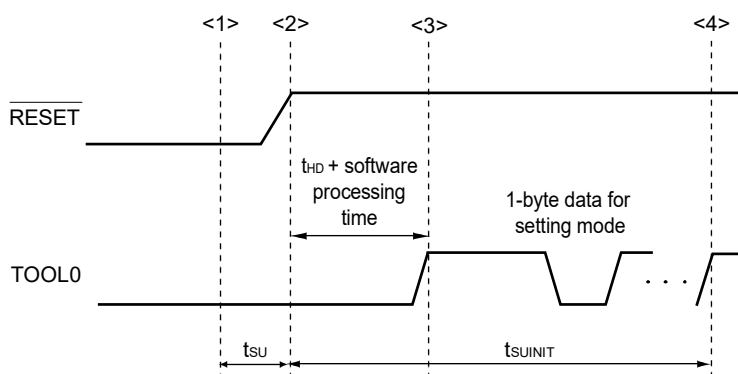 <1> <2> <3> <4>
RESET
tHD + software
processing
time
1-byte data for
setting mode
TOOL0
. . .
tSU
tSUINIT